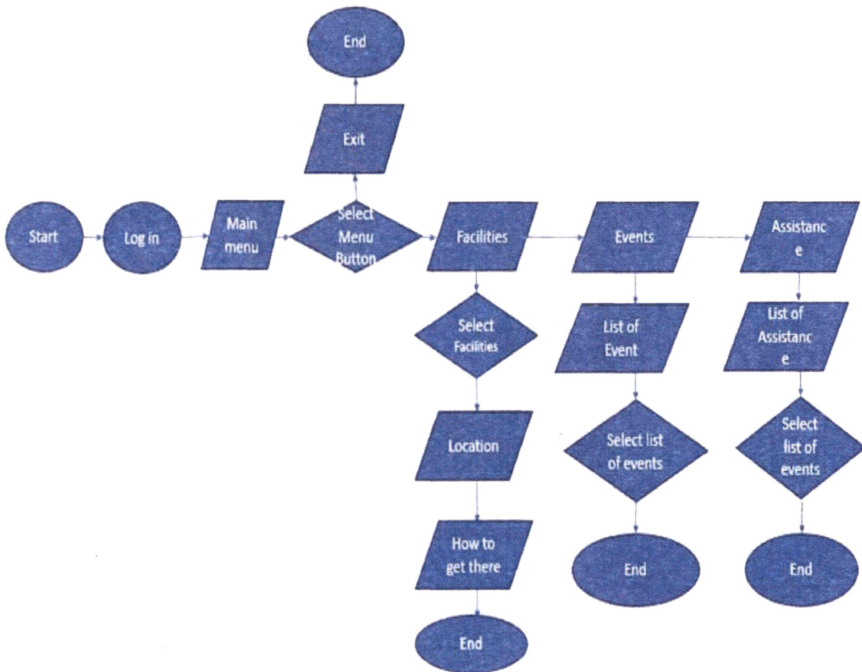 End
Exit
Start
Log in
Main
menu
Select
Menu
Button
Facilities
Events
Assistanc
e
Select
Facilities
List of
Event
List of
Assistanc
e
Location
Select list
of events
Select
list of
events
How to
get there
End
End
End